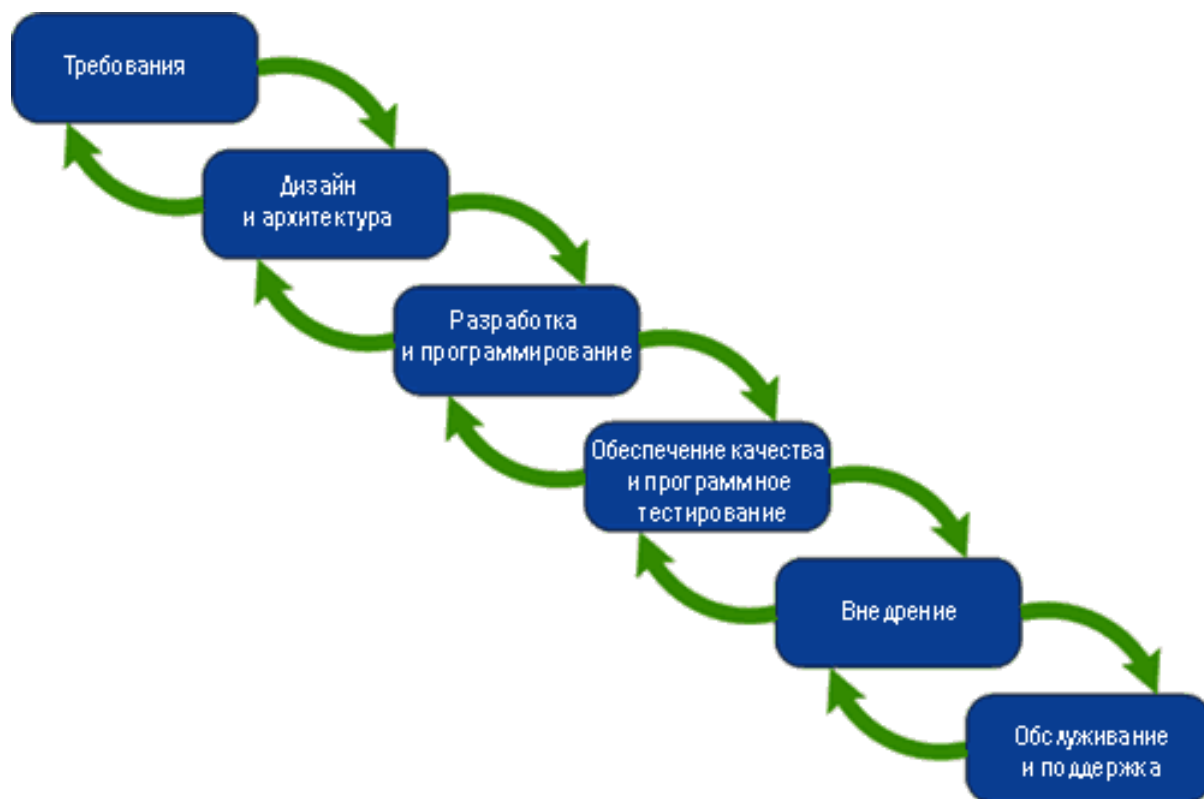 Требования
Дизайн
и архитектура
Разработка
и программирование
Обеспечение качества
и программное
тестирование
Внедрение
Обслуживание
и поддержка